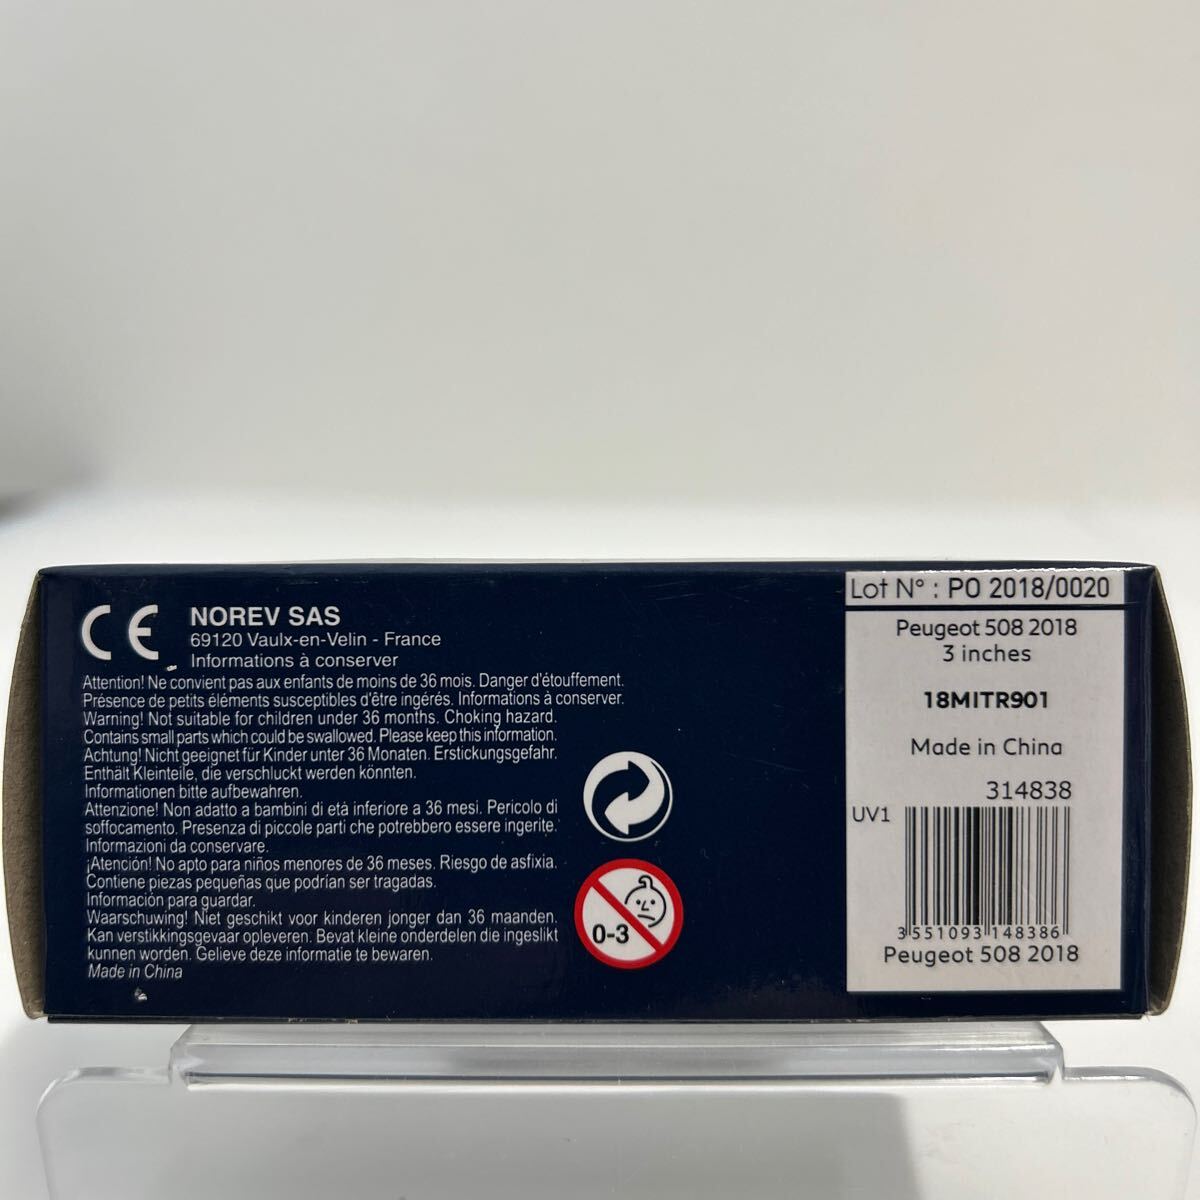 CE
NOREV SAS
69120 Vaulx-en-Velin - France
Informations à conserver
Attention! Ne convient pas aux enfants de moins de 36 mois. Danger d'étouffement.
Présence de petits éléments susceptibles d'être ingérés. Informations à conserver.
Warning! Not suitable for children under 36 months. Choking hazard.
Contains small parts which could be swallowed. Please keep this information.
Achtung! Nicht geeignet für Kinder unter 36 Monaten. Erstickungsgefahr.
Enthält Kleinteile, die verschluckt werden könnten.
Informationen bitte aufbewahren.
Attenzione! Non adatto a bambini di età inferiore a 36 mesi. Pericolo di
soffocamento. Presenza di piccole parti che potrebbero essere ingerite.
Informazioni da conservare.
¡Atención! No apto para niños menores de 36 meses. Riesgo de asfixia.
Contiene piezas pequeñas que podrían ser tragadas.
Información para guardar.
Waarschuwing! Niet geschikt voor kinderen jonger dan 36 maanden.
Kan verstikkingsgevaar opleveren. Bevat kleine onderdelen die ingeslikt
kunnen worden. Gelieve deze informatie te bewaren.
Made in China
0-3
Lot N° : PO 2018/0020
Peugeot 508 2018
3 inches
18MITR901
Made in China
314838
UV1
3 551093 148386
Peugeot 508 2018